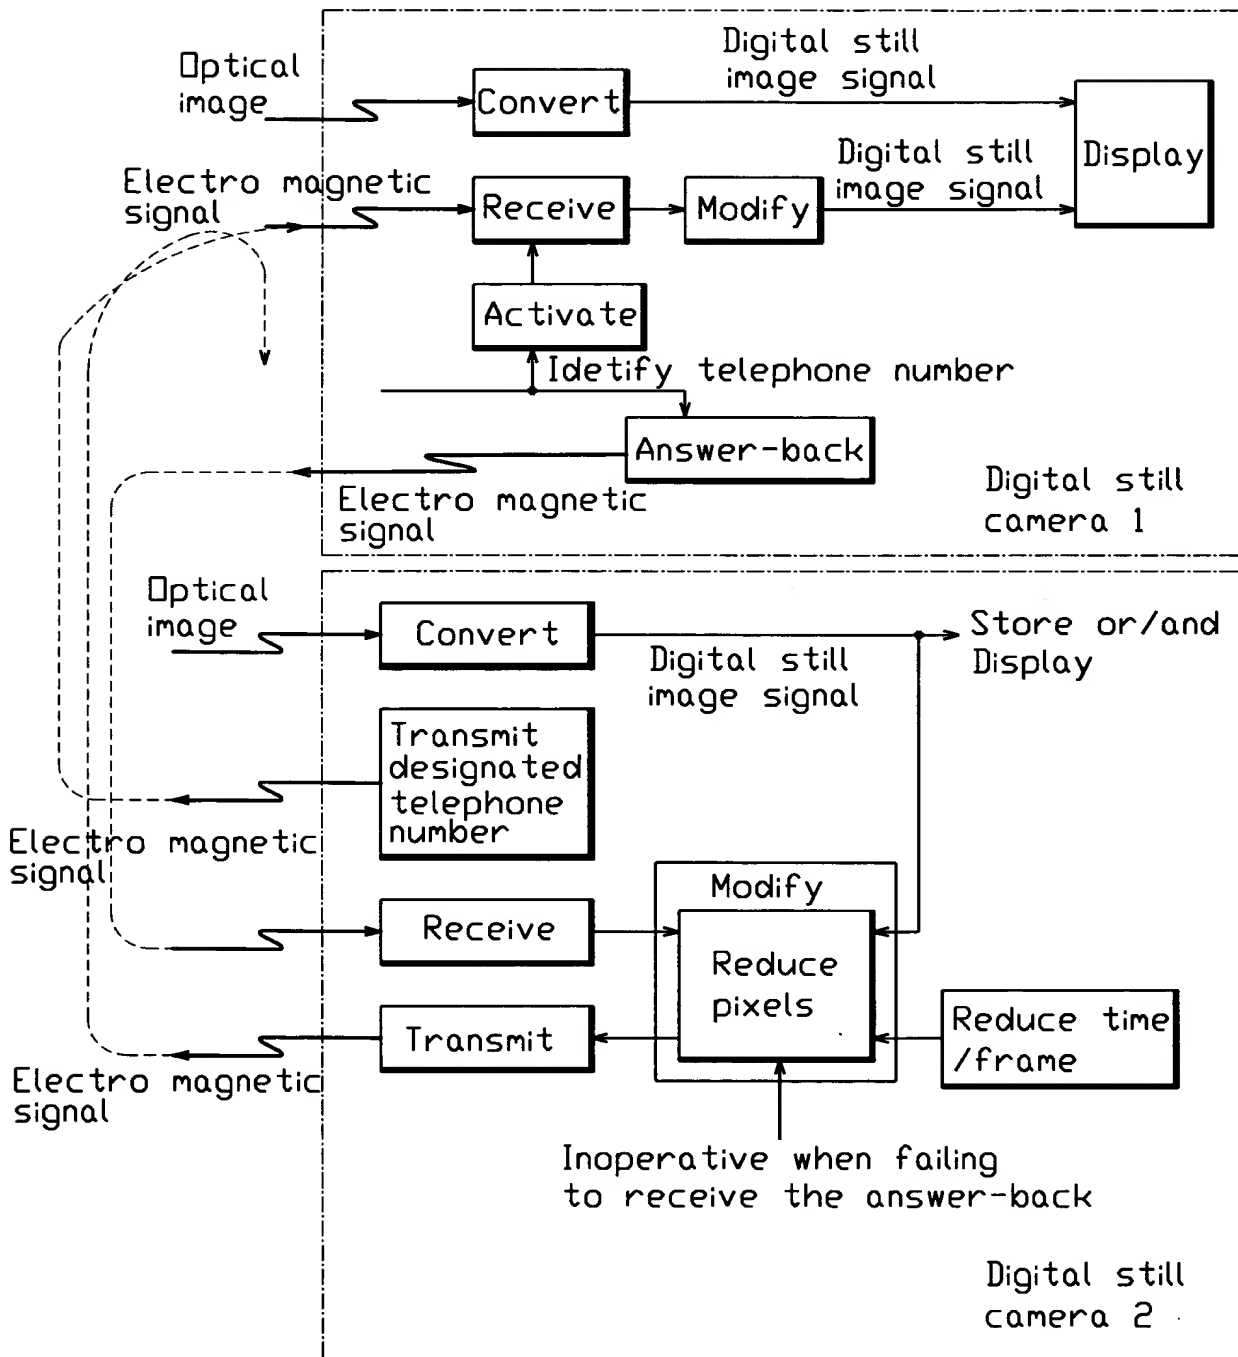 Optical
image
Convert
Digital still
image signal
Display
Electro magnetic
signal
Receive
Modify
Digital still
image signal
Activate
Idetify telephone number
Answer-back
Electro magnetic
signal
Digital still
camera 1
Optical
image
Convert
Digital still
image signal
Store or/and
Display
Transmit
designated
telephone
number
Electro magnetic
signal
Modify
Receive
Reduce
pixels
Transmit
Reduce time
/frame
Electro magnetic
signal
Inoperative when failing
to receive the answer-back
Digital still
camera 2